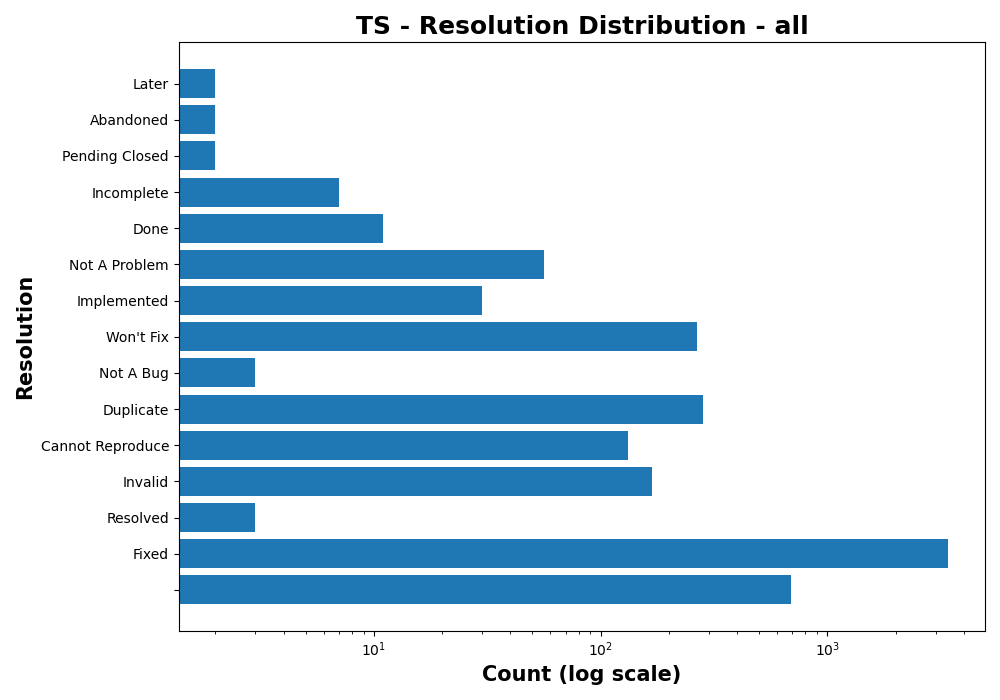 TS - Resolution Distribution - all
Later
Abandoned
Pending Closed
Incomplete
Done
Not A Problem
Implemented
Won't Fix
Not A Bug
Duplicate
Cannot Reproduce
Invalid
Resolved
Fixed
Resolution
10¹ 10² 10³
Count (log scale)